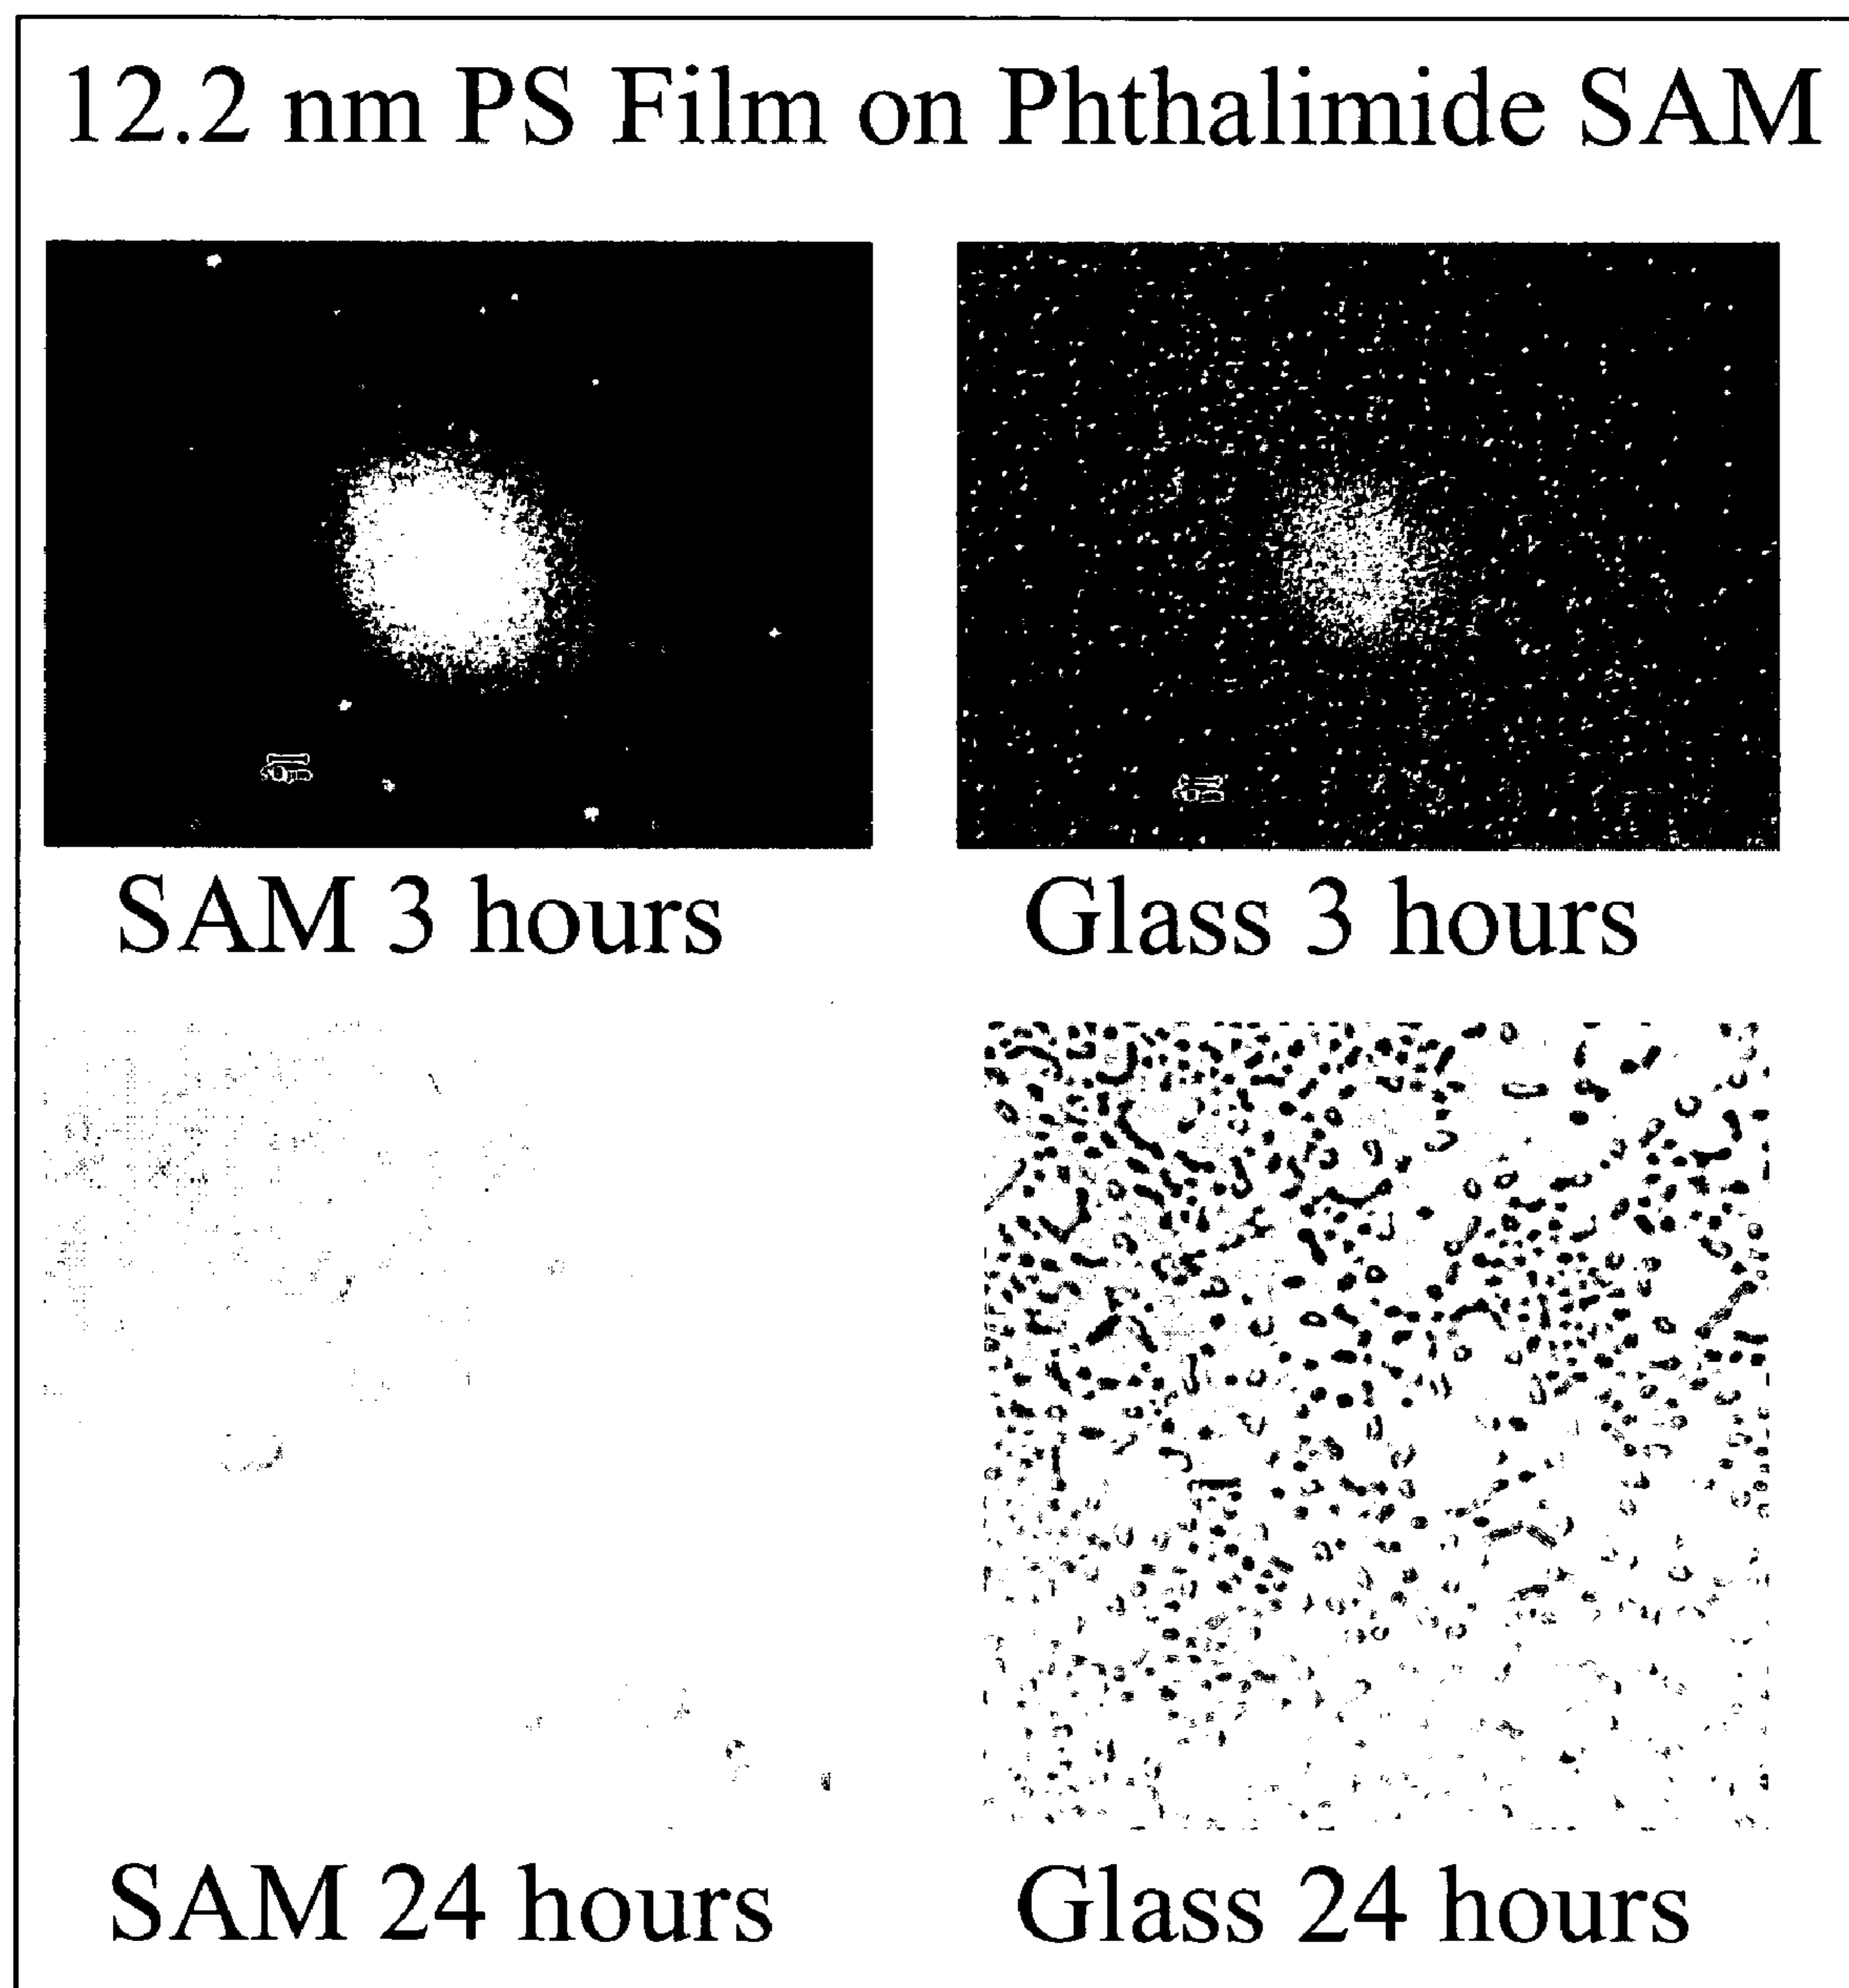 12.2 nm PS Film on Phthalimide SAM
SAM 3 hours
Glass 3 hours
SAM 24 hours
Glass 24 hours